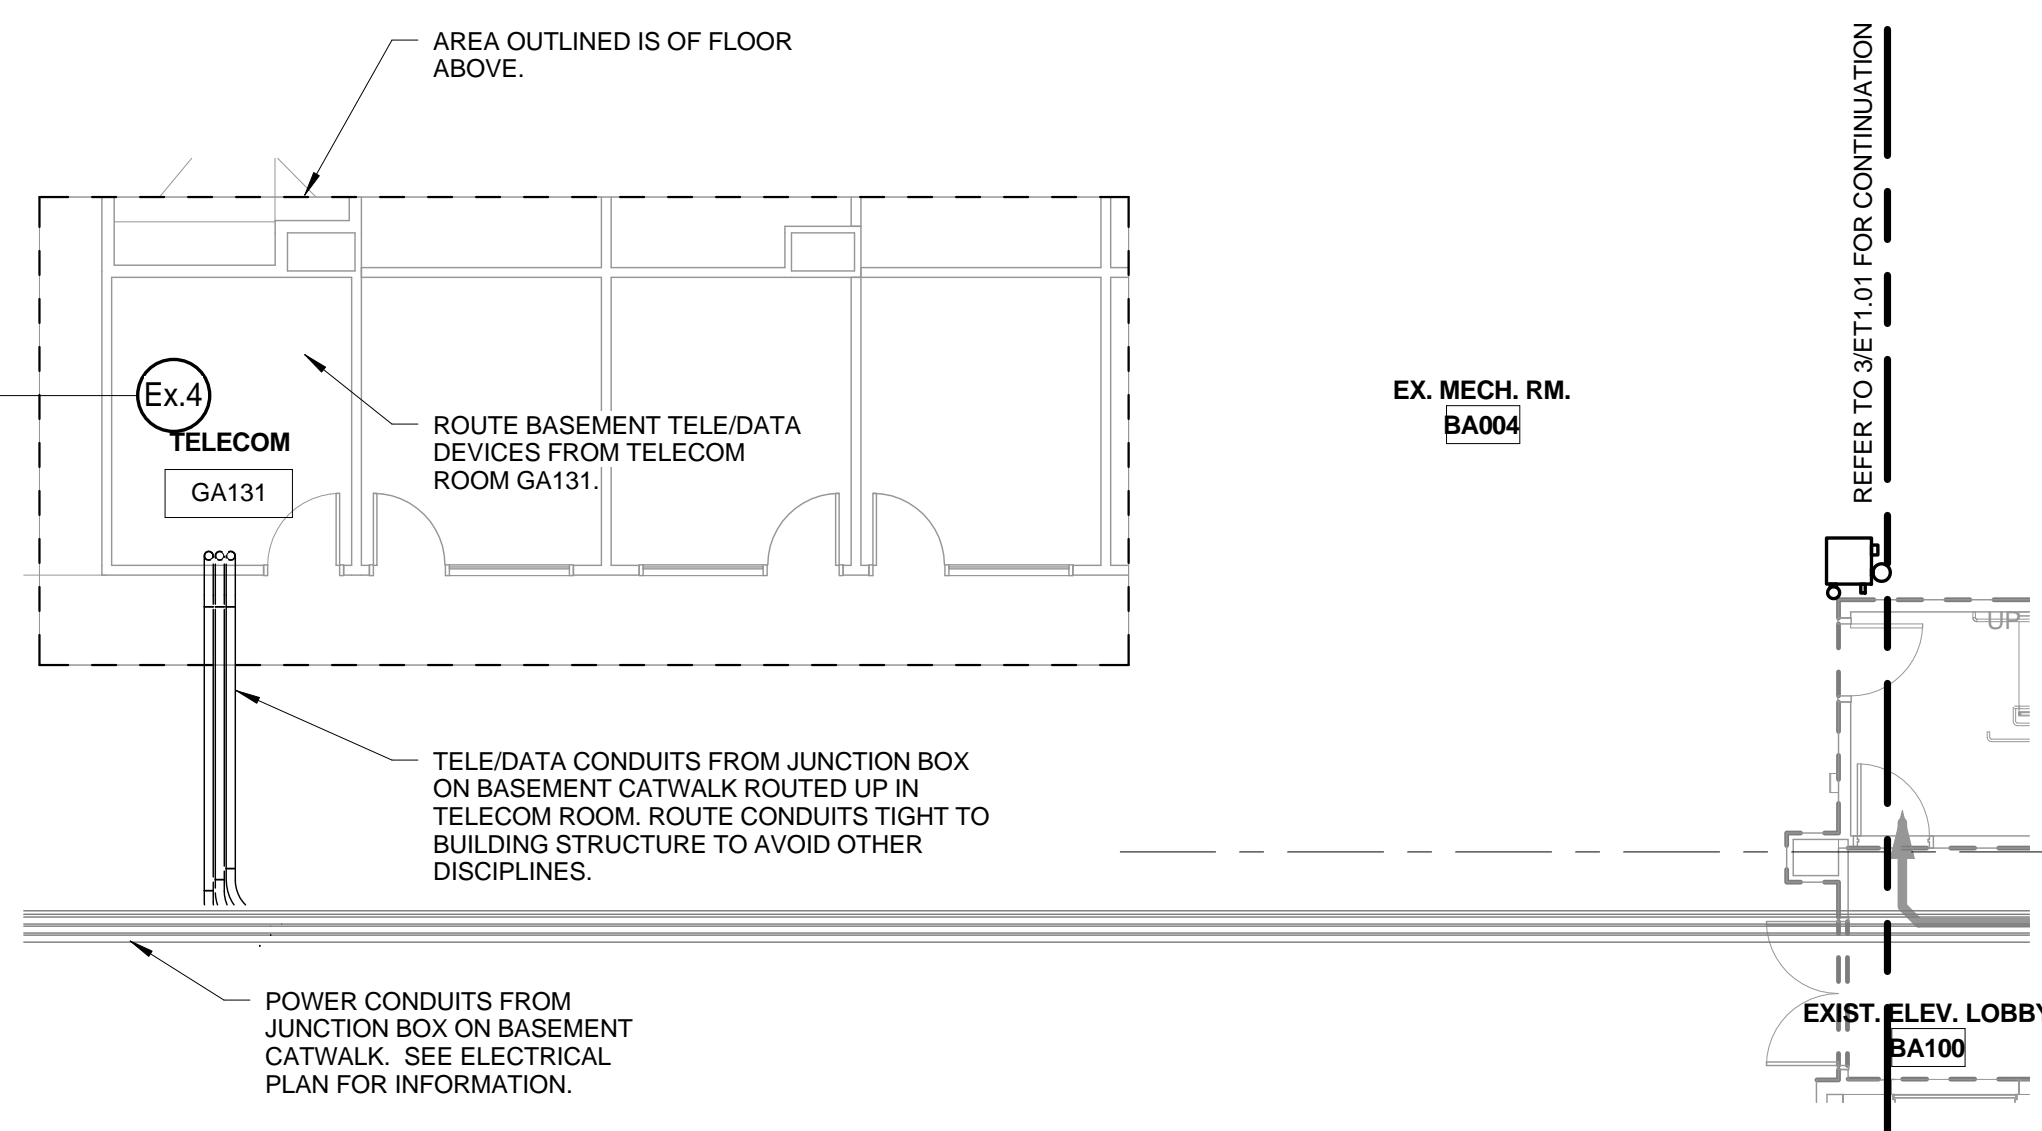 AREA OUTLINED IS OF FLOOR
ABOVE.
REFER TO 3/ET1.01 FOR CONTINUATION
Ex.4
TELECOM
GA131
ROUTE BASEMENT TELE/DATA
DEVICES FROM TELECOM
ROOM GA131.
EX. MECH. RM.
BA004
UP
TELE/DATA CONDUITS FROM JUNCTION BOX
ON BASEMENT CATWALK ROUTED UP IN
TELECOM ROOM. ROUTE CONDUITS TIGHT TO
BUILDING STRUCTURE TO AVOID OTHER
DISCIPLINES.
POWER CONDUITS FROM
JUNCTION BOX ON BASEMENT
CATWALK.  SEE ELECTRICAL
PLAN FOR INFORMATION.
EXIST. ELEV. LOBBY
BA100